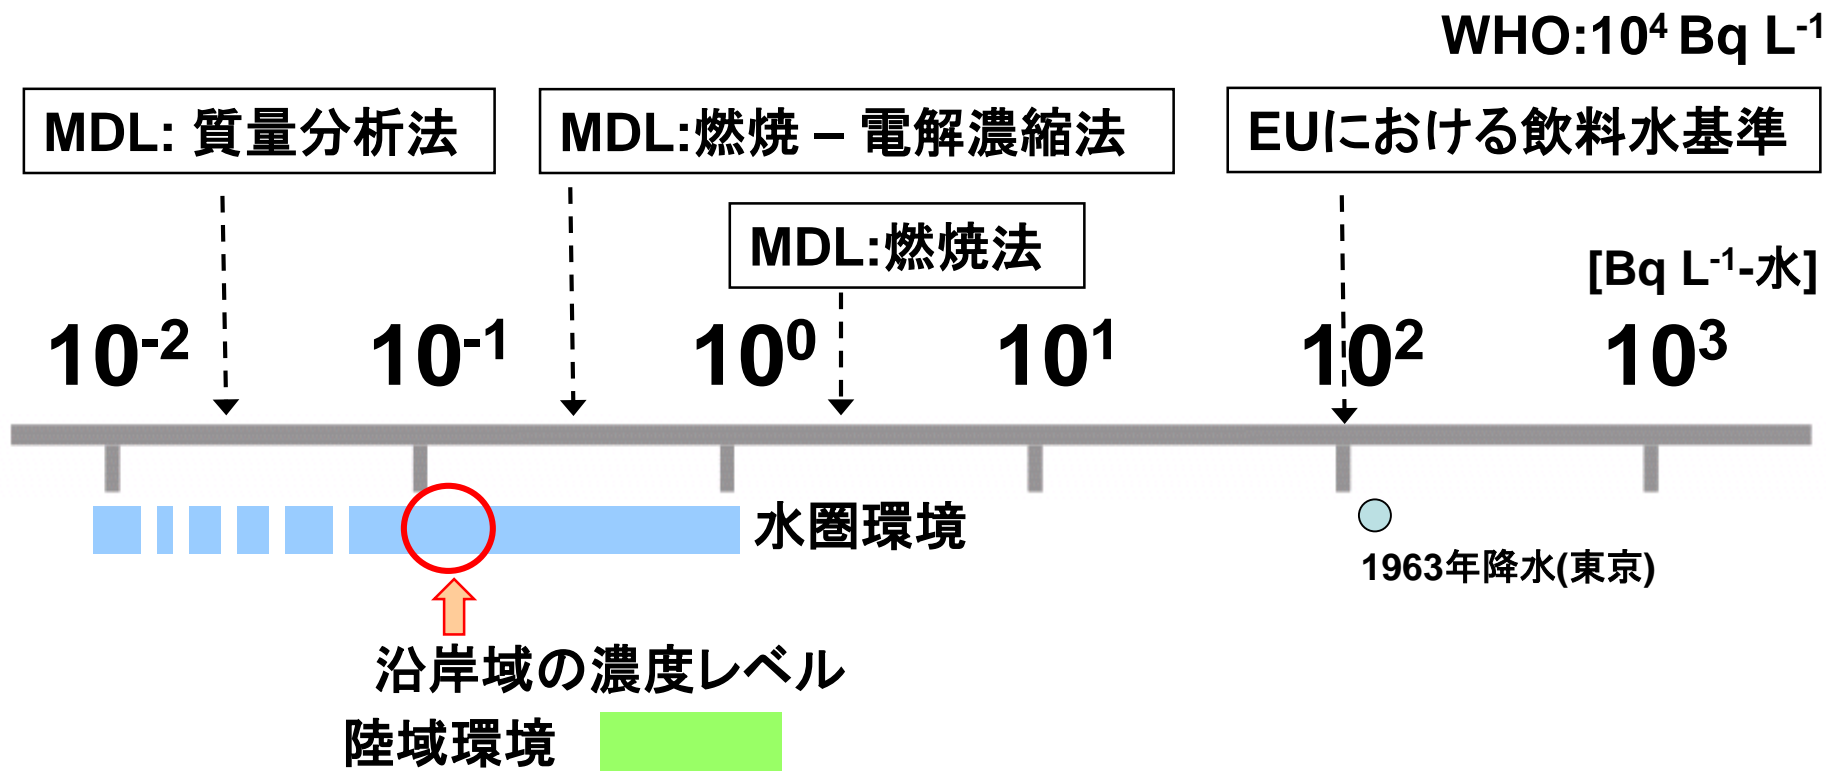 WHO:10⁴ Bq L⁻¹
MDL: 質量分析法
MDL:燃焼 – 電解濃縮法
EUにおける飲料水基準
MDL:燃焼法
[Bq L⁻¹-水]
10⁻² 10⁻¹ 10⁰ 10¹ 10² 10³
水圏環境
1963年降水(東京)
沿岸域の濃度レベル
陸域環境